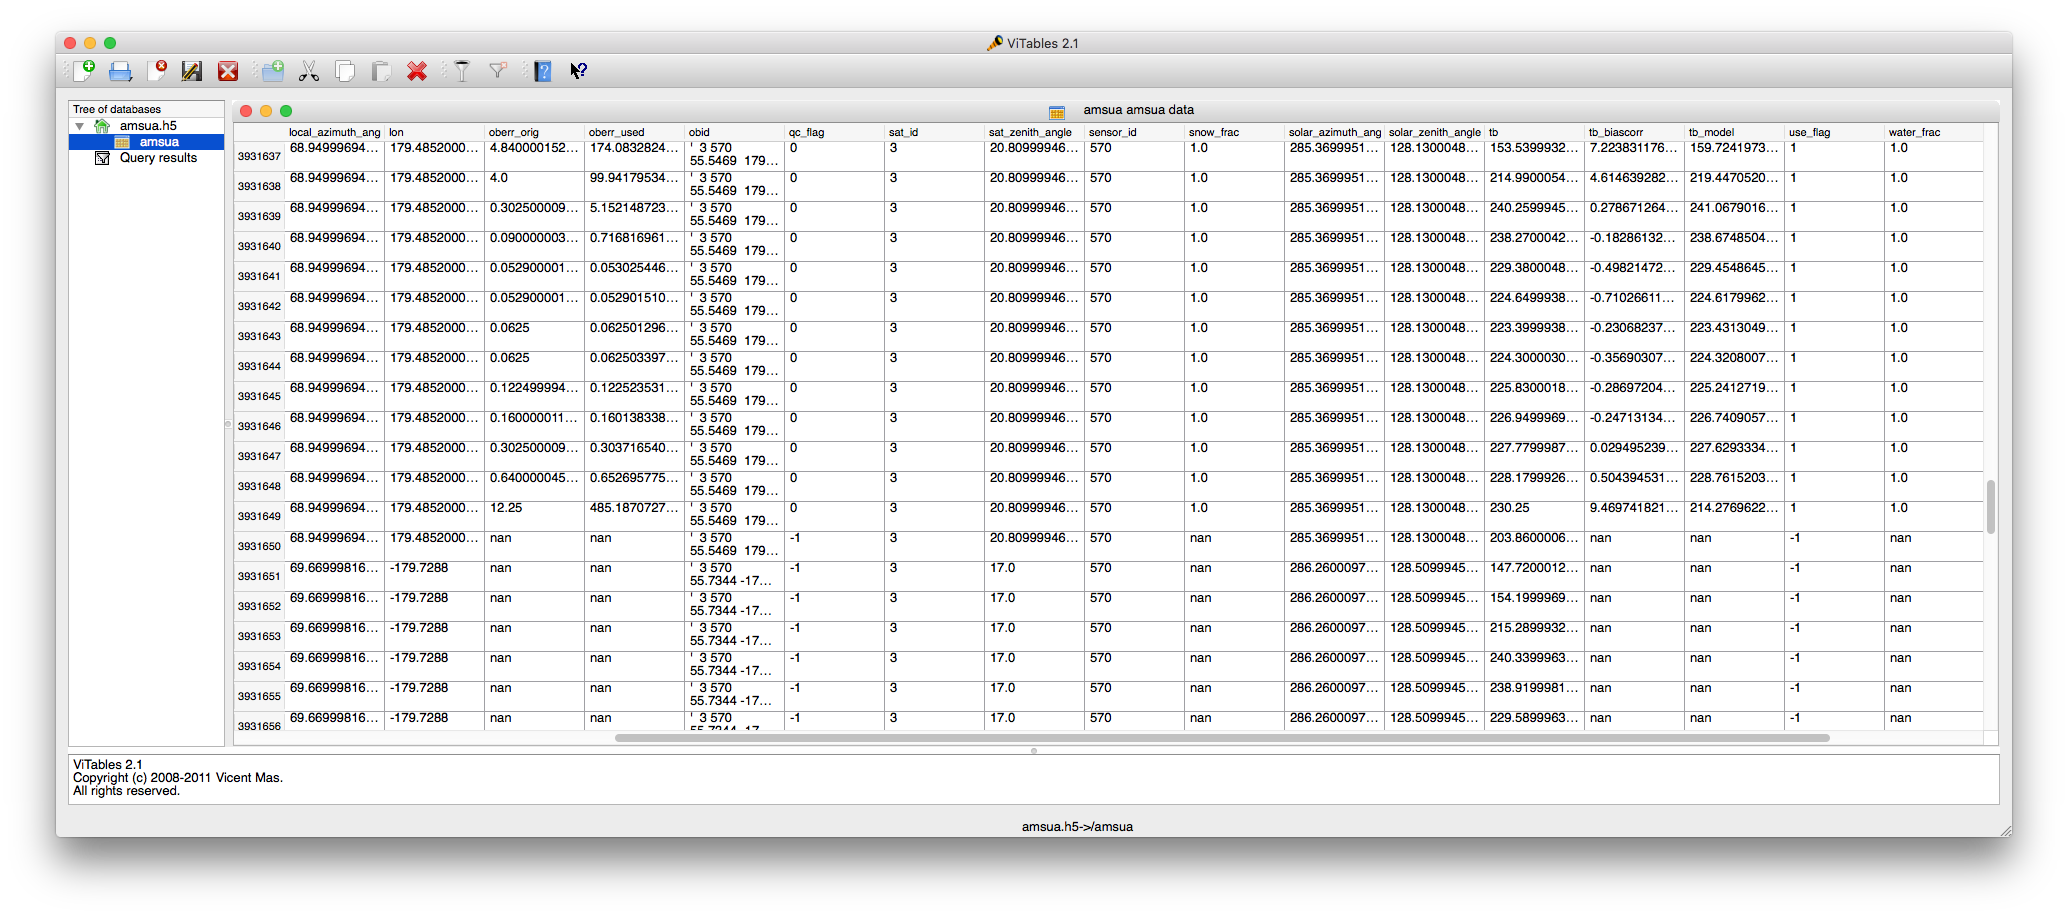 ViTables 2.1
Tree of databases
amsua.h5
amsua
Query results
amsua amsua data
local_azimuth_ang lon oberr_orig oberr_used obid qc_flag sat_id sat_zenith_angle sensor_id snow_frac solar_azimuth_ang solar_zenith_angle tb tb_biascorr tb_model use_flag water_frac
3931637 68.94999694... 179.4852000... 4.840000152... 174.0832824... ' 3 570 55.5469 179... 0 3 20.80999946... 570 1.0 285.3699951... 128.1300048... 153.5399932... 7.223831176... 159.7241973... 1 1.0
3931638 68.94999694... 179.4852000... 4.0 99.94179534... ' 3 570 55.5469 179... 0 3 20.80999946... 570 1.0 285.3699951... 128.1300048... 214.9900054... 4.614639282... 219.4470520... 1 1.0
3931639 68.94999694... 179.4852000... 0.302500009... 5.152148723... ' 3 570 55.5469 179... 0 3 20.80999946... 570 1.0 285.3699951... 128.1300048... 240.2599945... 0.278671264... 241.0679016... 1 1.0
3931640 68.94999694... 179.4852000... 0.090000003... 0.716816961... ' 3 570 55.5469 179... 0 3 20.80999946... 570 1.0 285.3699951... 128.1300048... 238.2700042... -0.18286132... 238.6748504... 1 1.0
3931641 68.94999694... 179.4852000... 0.052900001... 0.053025446... ' 3 570 55.5469 179... 0 3 20.80999946... 570 1.0 285.3699951... 128.1300048... 229.3800048... -0.49821472... 229.4548645... 1 1.0
3931642 68.94999694... 179.4852000... 0.052900001... 0.052901510... ' 3 570 55.5469 179... 0 3 20.80999946... 570 1.0 285.3699951... 128.1300048... 224.6499938... -0.71026611... 224.6179962... 1 1.0
3931643 68.94999694... 179.4852000... 0.0625 0.062501296... ' 3 570 55.5469 179... 0 3 20.80999946... 570 1.0 285.3699951... 128.1300048... 223.3999938... -0.23068237... 223.4313049... 1 1.0
3931644 68.94999694... 179.4852000... 0.0625 0.062503397... ' 3 570 55.5469 179... 0 3 20.80999946... 570 1.0 285.3699951... 128.1300048... 224.3000030... -0.35690307... 224.3208007... 1 1.0
3931645 68.94999694... 179.4852000... 0.122499994... 0.122523531... ' 3 570 55.5469 179... 0 3 20.80999946... 570 1.0 285.3699951... 128.1300048... 225.8300018... -0.28697204... 225.2412719... 1 1.0
3931646 68.94999694... 179.4852000... 0.160000011... 0.160138338... ' 3 570 55.5469 179... 0 3 20.80999946... 570 1.0 285.3699951... 128.1300048... 226.9499969... -0.24713134... 226.7409057... 1 1.0
3931647 68.94999694... 179.4852000... 0.302500009... 0.303716540... ' 3 570 55.5469 179... 0 3 20.80999946... 570 1.0 285.3699951... 128.1300048... 227.7799987... 0.029495239... 227.6293334... 1 1.0
3931648 68.94999694... 179.4852000... 0.640000045... 0.652695775... ' 3 570 55.5469 179... 0 3 20.80999946... 570 1.0 285.3699951... 128.1300048... 228.1799926... 0.504394531... 228.7615203... 1 1.0
3931649 68.94999694... 179.4852000... 12.25 485.1870727... ' 3 570 55.5469 179... 0 3 20.80999946... 570 1.0 285.3699951... 128.1300048... 230.25 9.469741821... 214.2769622... 1 1.0
3931650 68.94999694... 179.4852000... nan nan ' 3 570 55.5469 179... -1 3 20.80999946... 570 nan 285.3699951... 128.1300048... 203.8600006... nan nan -1 nan
3931651 69.66999816... -179.7288 nan nan ' 3 570 55.7344 -17... -1 3 17.0 570 nan 286.2600097... 128.5099945... 147.7200012... nan nan -1 nan
3931652 69.66999816... -179.7288 nan nan ' 3 570 55.7344 -17... -1 3 17.0 570 nan 286.2600097... 128.5099945... 154.1999969... nan nan -1 nan
3931653 69.66999816... -179.7288 nan nan ' 3 570 55.7344 -17... -1 3 17.0 570 nan 286.2600097... 128.5099945... 215.2899932... nan nan -1 nan
3931654 69.66999816... -179.7288 nan nan ' 3 570 55.7344 -17... -1 3 17.0 570 nan 286.2600097... 128.5099945... 240.3399963... nan nan -1 nan
3931655 69.66999816... -179.7288 nan nan ' 3 570 55.7344 -17... -1 3 17.0 570 nan 286.2600097... 128.5099945... 238.9199981... nan nan -1 nan
3931656 69.66999816... -179.7288 nan nan ' 3 570 55.7344 -17... -1 3 17.0 570 nan 286.2600097... 128.5099945... 229.5899963... nan nan -1 nan
ViTables 2.1
Copyright (c) 2008-2011 Vicent Mas.
All rights reserved.
amsua.h5->/amsua